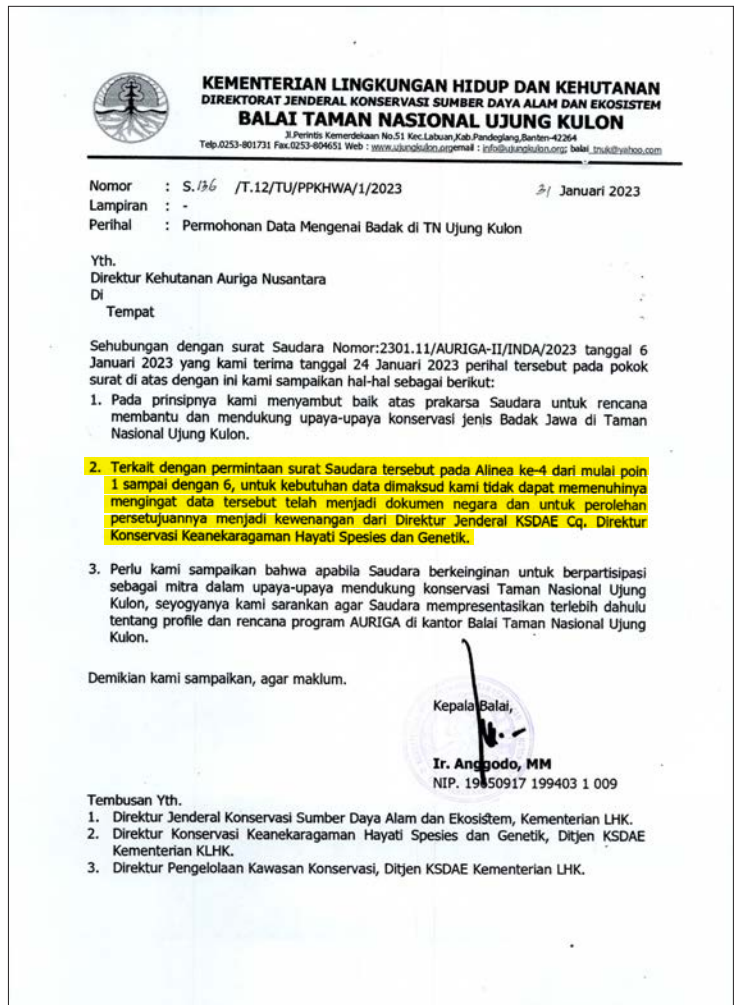 KEMENTERIAN LINGKUNGAN HIDUP DAN KEHUTANAN
DIREKTORAT JENDERAL KONSERVASI SUMBER DAYA ALAM DAN EKOSISTEM
BALAI TAMAN NASIONAL UJUNG KULON
Jl.Perintis Kemerdekaan No.51 Kec.Labuan,Kab.Pandeglang,Banten-42264
Telp.0253-801731 Fax.0253-804651 Web : www.ujungkulon.orgemail : info@ujungkulon.org; balai_tnuk@yahoo.com
Nomor : S.136 /T.12/TU/PPKHWA/1/2023 31 Januari 2023
Lampiran : -
Perihal : Permohonan Data Mengenai Badak di TN Ujung Kulon
Yth.
Direktur Kehutanan Auriga Nusantara
Di
Tempat
Sehubungan dengan surat Saudara Nomor:2301.11/AURIGA-II/INDA/2023 tanggal 6
Januari 2023 yang kami terima tanggal 24 Januari 2023 perihal tersebut pada pokok
surat di atas dengan ini kami sampaikan hal-hal sebagai berikut:
1. Pada prinsipnya kami menyambut baik atas prakarsa Saudara untuk rencana
membantu dan mendukung upaya-upaya konservasi jenis Badak Jawa di Taman
Nasional Ujung Kulon.
2. Terkait dengan permintaan surat Saudara tersebut pada Alinea ke-4 dari mulai poin
1 sampai dengan 6, untuk kebutuhan data dimaksud kami tidak dapat memenuhinya
mengingat data tersebut telah menjadi dokumen negara dan untuk perolehan
persetujuannya menjadi kewenangan dari Direktur Jenderal KSDAE Cq. Direktur
Konservasi Keanekaragaman Hayati Spesies dan Genetik.
3. Perlu kami sampaikan bahwa apabila Saudara berkeinginan untuk berpartisipasi
sebagai mitra dalam upaya-upaya mendukung konservasi Taman Nasional Ujung
Kulon, seyogyanya kami sarankan agar Saudara mempresentasikan terlebih dahulu
tentang profile dan rencana program AURIGA di kantor Balai Taman Nasional Ujung
Kulon.
Demikian kami sampaikan, agar maklum.
Kepala Balai,
Ir. Anggodo, MM
NIP. 19650917 199403 1 009
Tembusan Yth.
1. Direktur Jenderal Konservasi Sumber Daya Alam dan Ekosistem, Kementerian LHK.
2. Direktur Konservasi Keanekaragaman Hayati Spesies dan Genetik, Ditjen KSDAE
Kementerian KLHK.
3. Direktur Pengelolaan Kawasan Konservasi, Ditjen KSDAE Kementerian LHK.